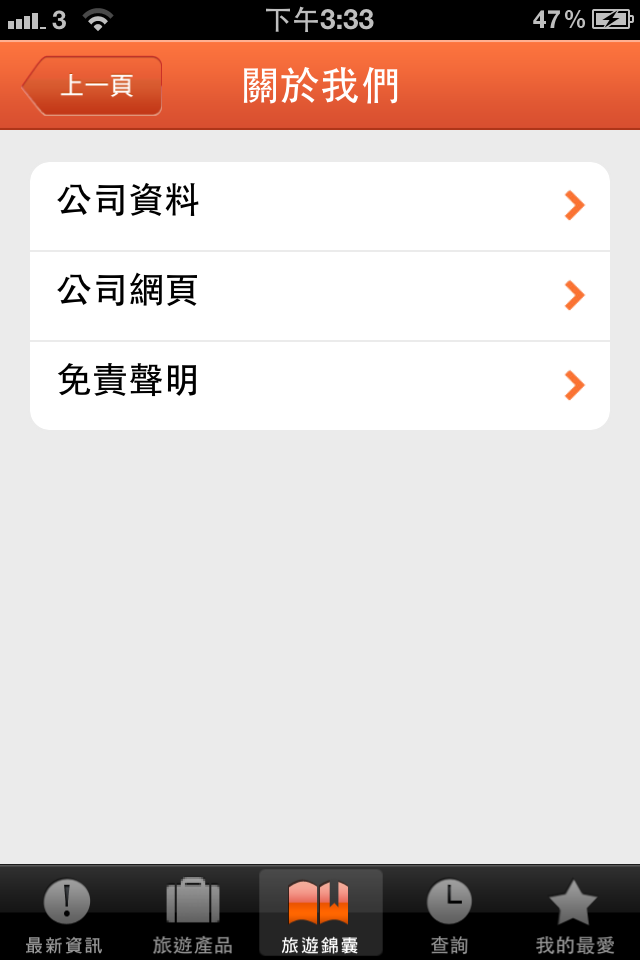 3 下午3:33 47%
上一頁 關於我們
公司資料
公司網頁
免責聲明
最新資訊 旅遊產品 旅遊錦囊 查詢 我的最愛